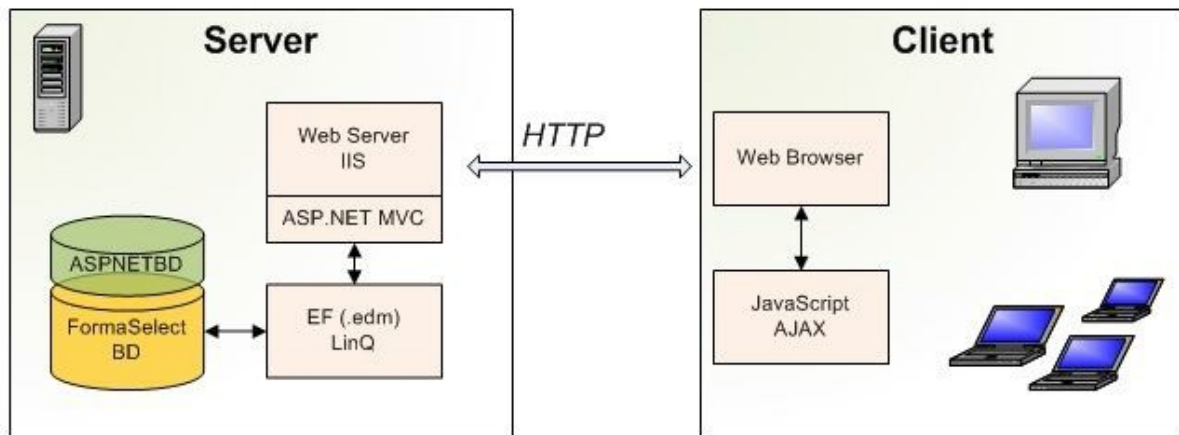 Server
Web Server
IIS
ASP.NET MVC
ASPNETBD
FormaSelect
BD
EF (.edm)
LinQ
HTTP
Client
Web Browser
JavaScript
AJAX